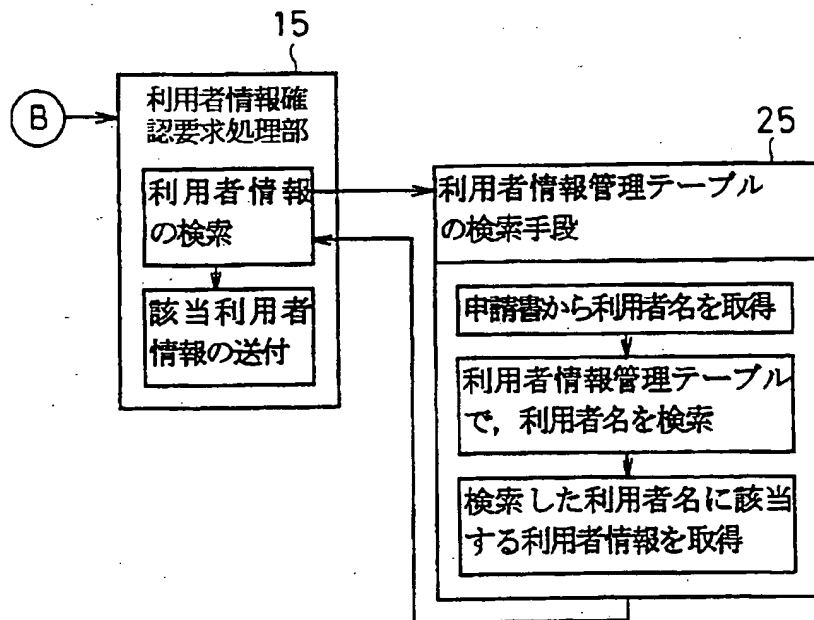 15
B
利用者情報確
認要求処理部
利用者情報
の検索
該当利用者
情報の送付
25
利用者情報管理テーブル
の検索手段
申請書から利用者名を取得
利用者情報管理テーブル
で，利用者名を検索
検索した利用者名に該当
する利用者情報を取得